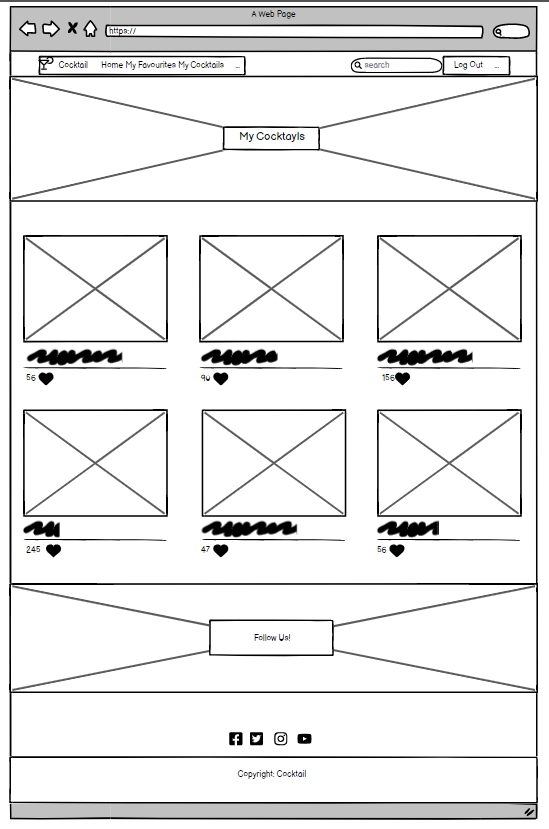 A Web Page
https://
Cocktail Home My Favourites My Cocktails ... search Log Out ...
My Cocktayls
56 90 156
245 47 56
Follow Us!
Copyright: Cocktail